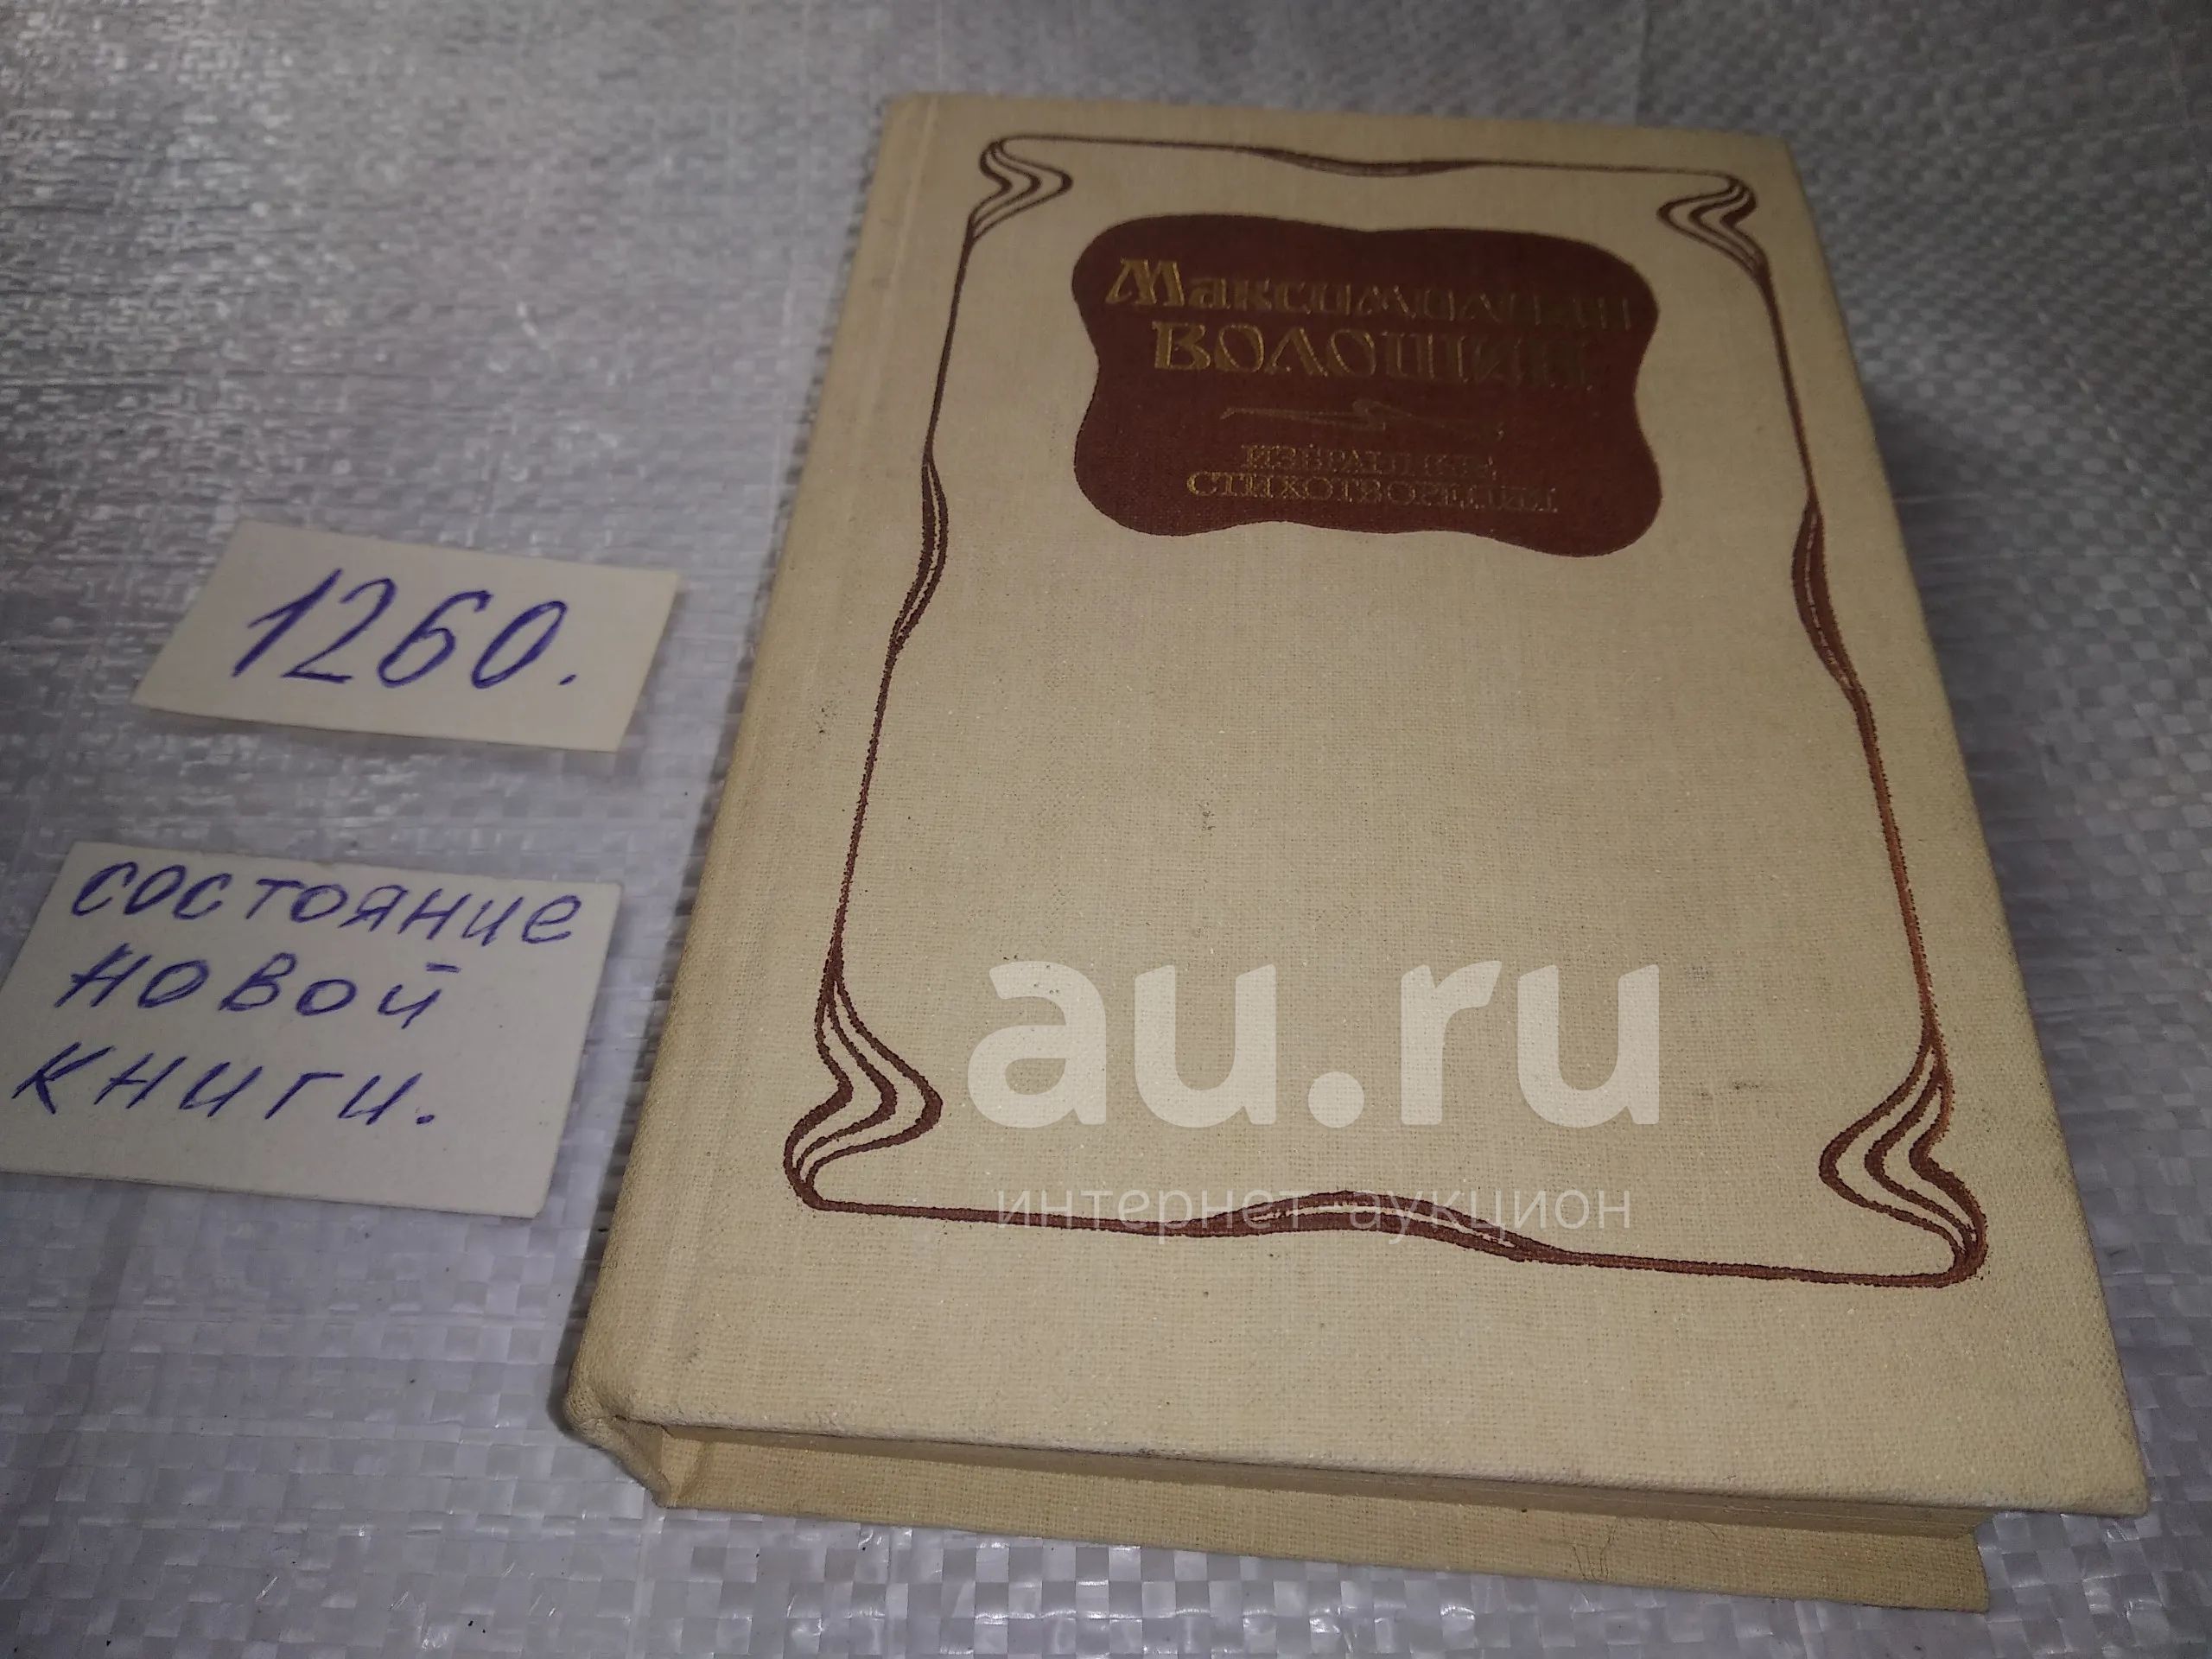 Максимилиан
ВОЛОШИН
ИЗБРАННЫЕ
СТИХОТВОРЕНИЯ
1260.
состояние
новой
книги.
au.ru
интернет-аукцион